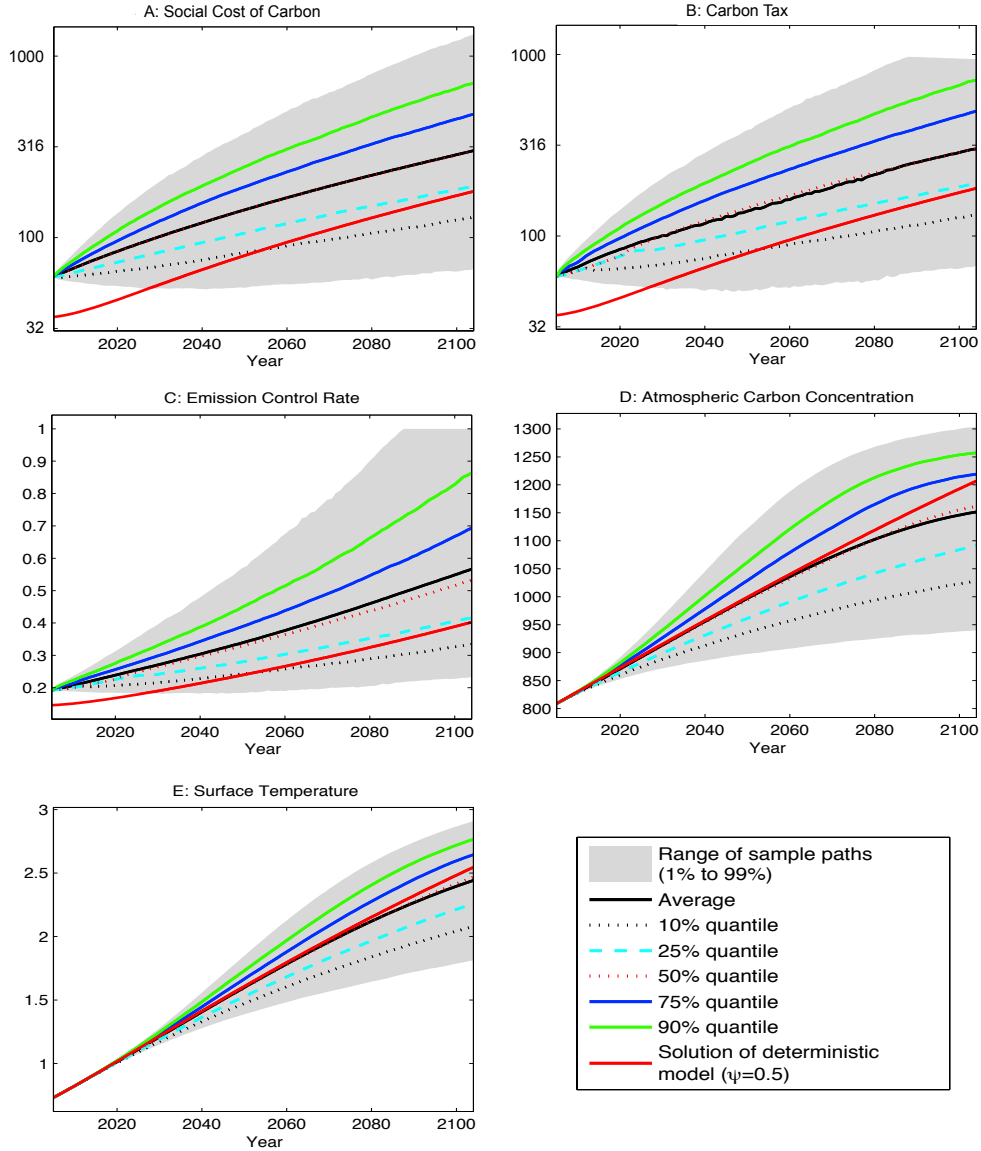 A: Social Cost of Carbon
1000
316
100
32
2020 2040 2060 2080 2100
Year
B: Carbon Tax
1000
316
100
32
2020 2040 2060 2080 2100
Year
C: Emission Control Rate
1
0.9
0.8
0.7
0.6
0.5
0.4
0.3
0.2
2020 2040 2060 2080 2100
Year
D: Atmospheric Carbon Concentration
1300
1250
1200
1150
1100
1050
1000
950
900
850
800
2020 2040 2060 2080 2100
Year
E: Surface Temperature
3
2.5
2
1.5
1
2020 2040 2060 2080 2100
Year
Range of sample paths
(1% to 99%)
Average
10% quantile
25% quantile
50% quantile
75% quantile
90% quantile
Solution of deterministic
model (ψ=0.5)